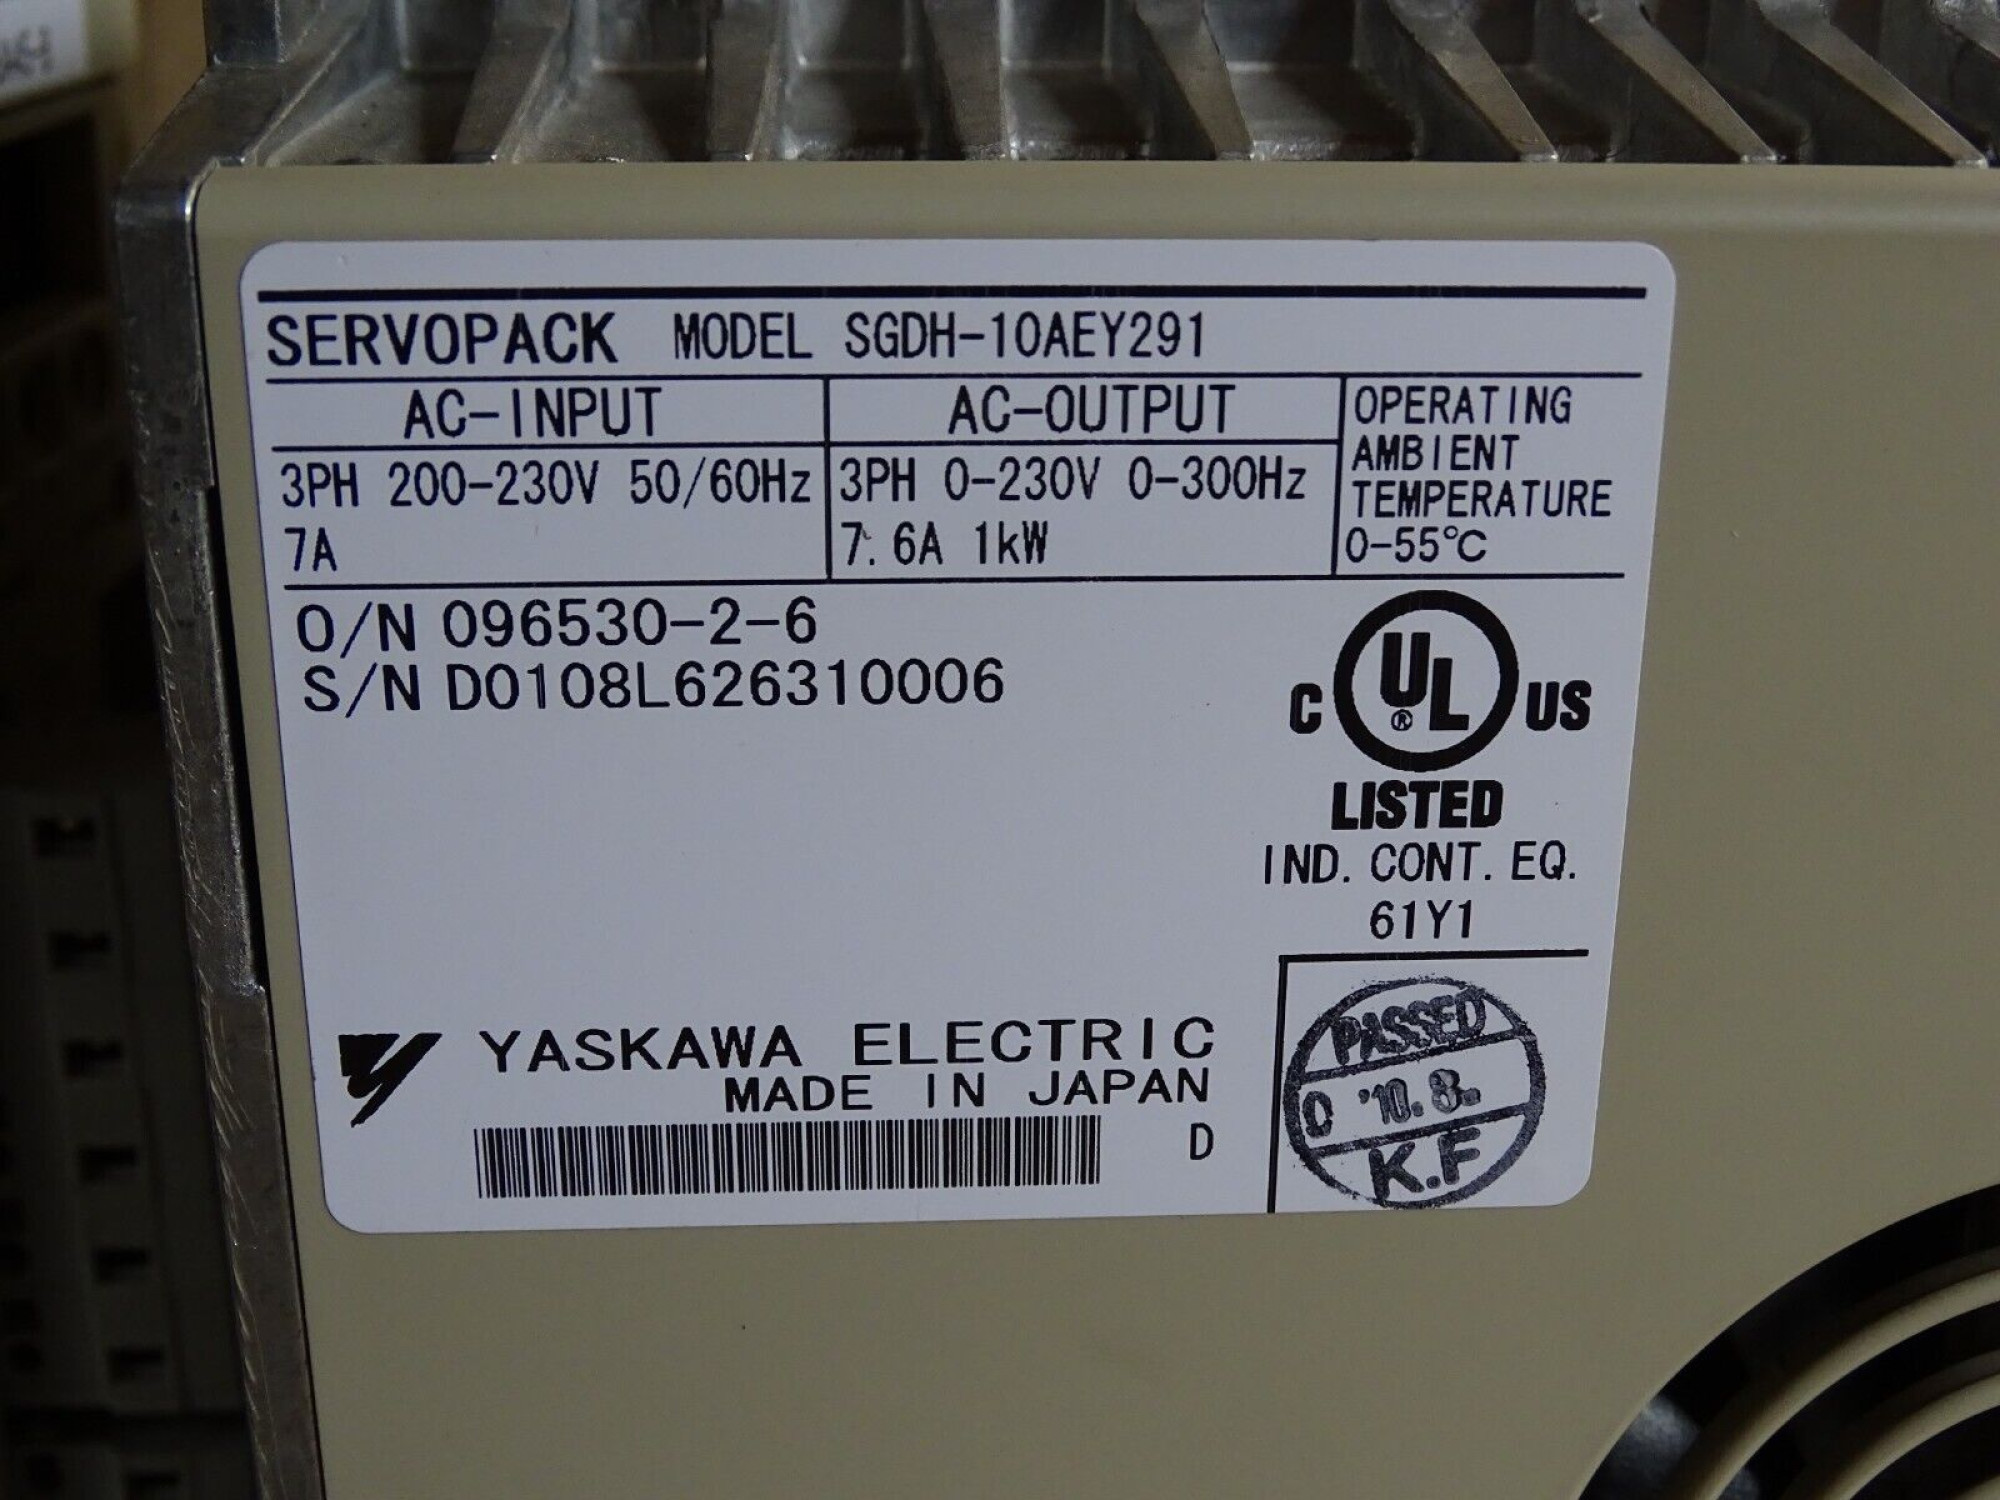 SERVOPACK MODEL SGDH-10AEY291
AC-INPUT AC-OUTPUT OPERATING
AMBIENT
TEMPERATURE
0-55℃
3PH 200-230V 50/60Hz 3PH 0-230V 0-300Hz
7A 7.6A 1kW
O/N 096530-2-6
S/N D0108L626310006
C UL® US
LISTED
IND. CONT. EQ.
61Y1
YASKAWA ELECTRIC
MADE IN JAPAN
D
PASSED
0 '10.8.
K.F